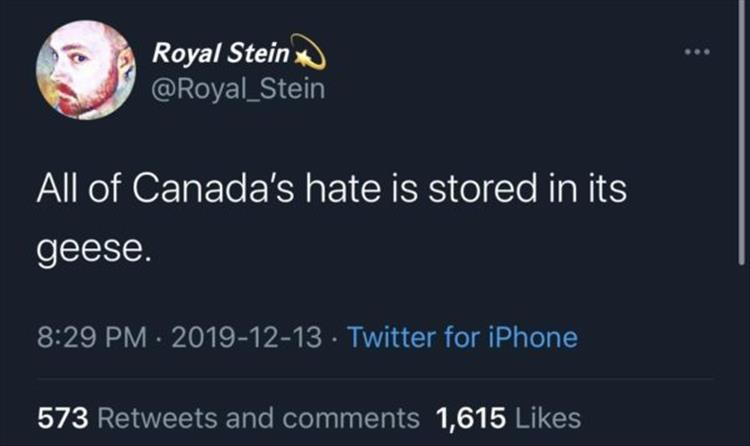 Royal Stein💫
@Royal_Stein
All of Canada's hate is stored in its
geese.
8:29 PM · 2019-12-13 · Twitter for iPhone
573 Retweets and comments 1,615 Likes